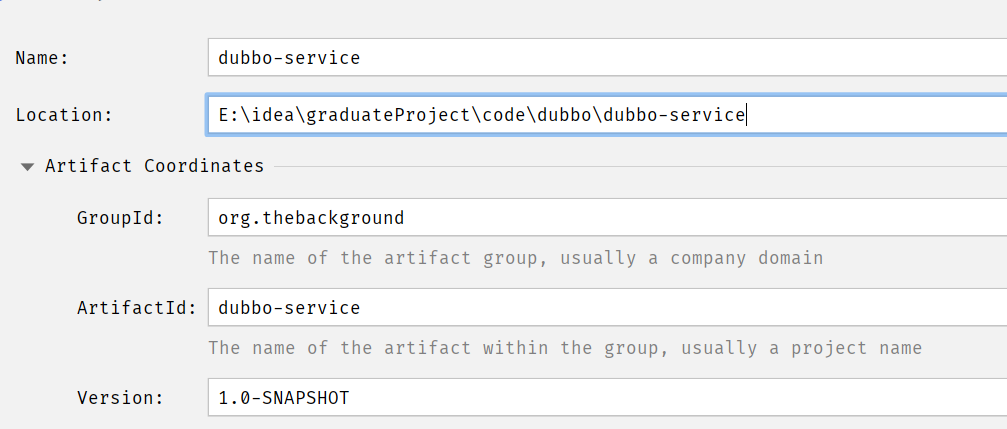 Name: dubbo-service
Location: E:\idea\graduateProject\code\dubbo\dubbo-service
Artifact Coordinates
GroupId: org.thebackground
The name of the artifact group, usually a company domain
ArtifactId: dubbo-service
The name of the artifact within the group, usually a project name
Version: 1.0-SNAPSHOT